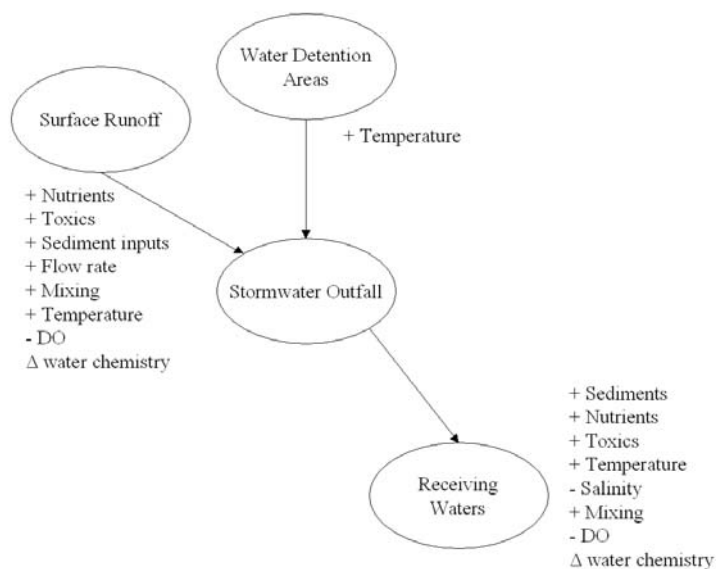 Water Detention
Areas
Surface Runoff
+ Temperature
+ Nutrients
+ Toxics
+ Sediment inputs
+ Flow rate
+ Mixing
+ Temperature
- DO
Δ water chemistry
Stormwater Outfall
+ Sediments
+ Nutrients
+ Toxics
+ Temperature
- Salinity
+ Mixing
- DO
Δ water chemistry
Receiving
Waters